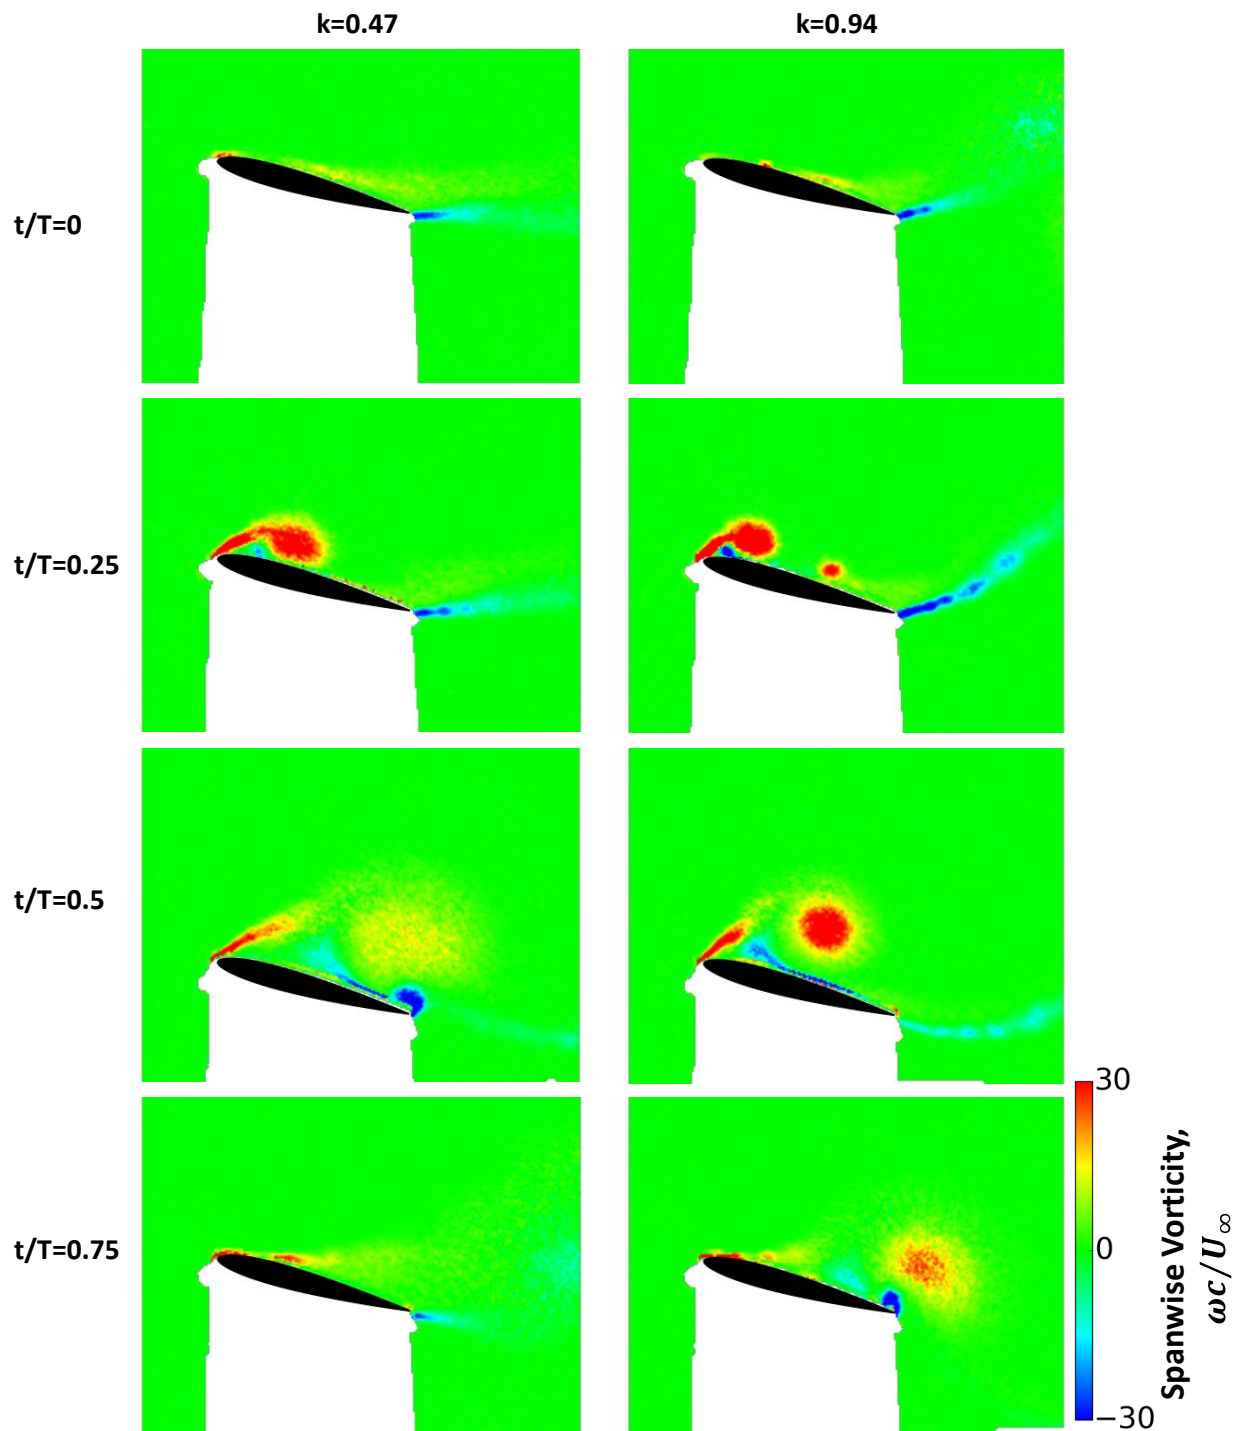 k=0.47
k=0.94
t/T=0
t/T=0.25
t/T=0.5
t/T=0.75
30
0
−30
Spanwise Vorticity,
ωc/U∞